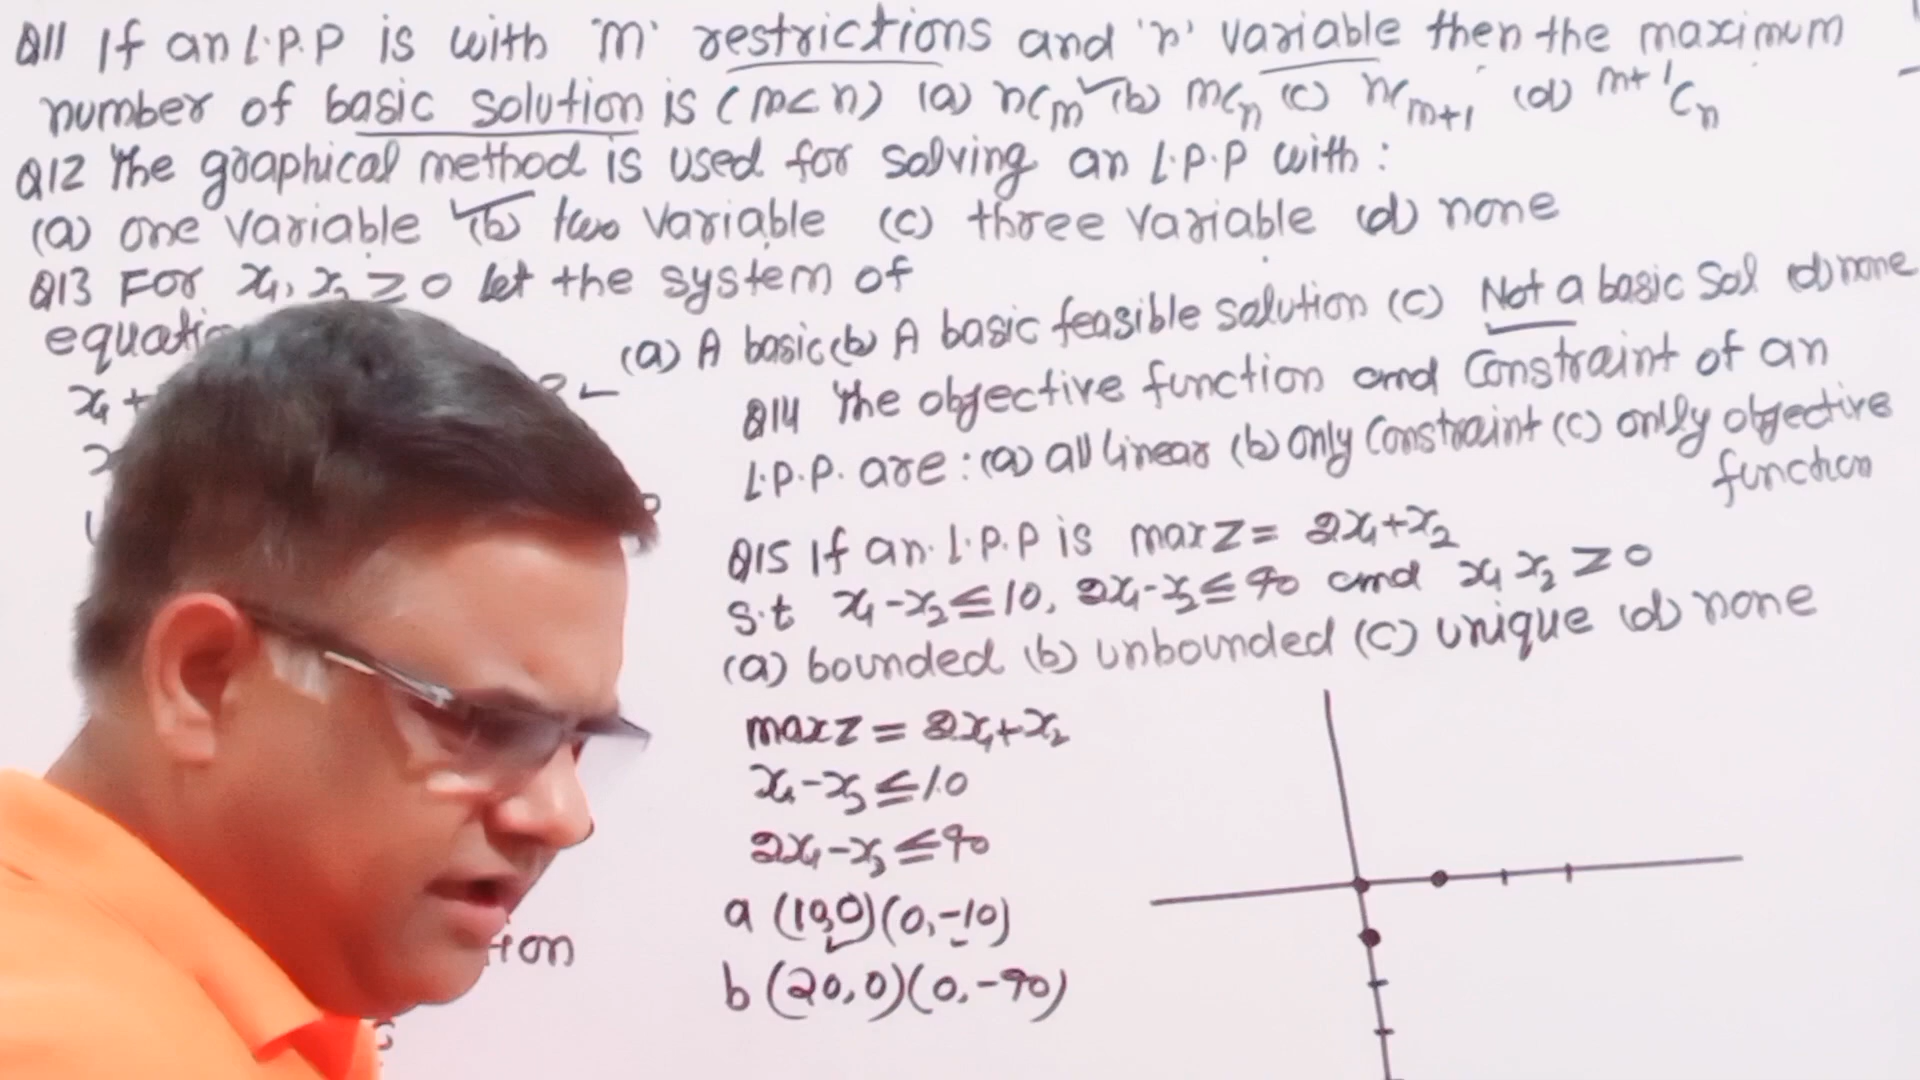 Q11 If an L.P.P is with 'm' restrictions and 'n' variable then the maximum
number of basic solution is (m<n) (a) nCm (b) mCn (c) nCm+1 (d) m+1Cn
Q12 The graphical method is used for solving an L.P.P with :
(a) one variable (b) two variable (c) three variable (d) none
Q13 For x1, x2 ≥ 0 let the system of
(a) A basic (b) A basic feasible solution (c) Not a basic sol (d) none
x1 +
Q14 The objective function and constraint of an
L.P.P. are : (a) all linear (b) only constraint (c) only objective
function
Q15 If an L.P.P is max Z = 2x1+x2
s.t x1-x2 ≤ 10, 2x1-x2 ≤ 40 and x1 x2 ≥ 0
(a) bounded (b) unbounded (c) unique (d) none
max Z = 2x1+x2
x1-x2 ≤ 10
2x1-x2 ≤ 40
a (10,0)(0,-10)
b (20,0)(0,-40)